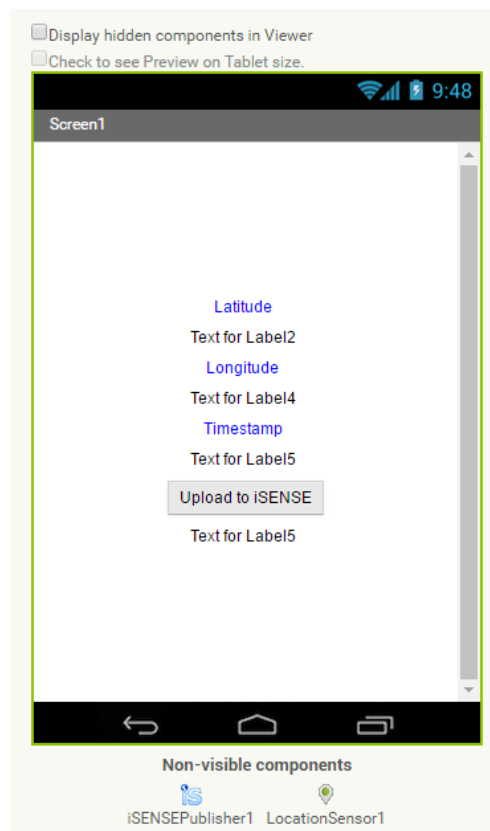 Display hidden components in Viewer
Check to see Preview on Tablet size.
9:48
Screen1
Latitude
Text for Label2
Longitude
Text for Label4
Timestamp
Text for Label5
Upload to iSENSE
Text for Label5
Non-visible components
iSENSEPublisher1 LocationSensor1